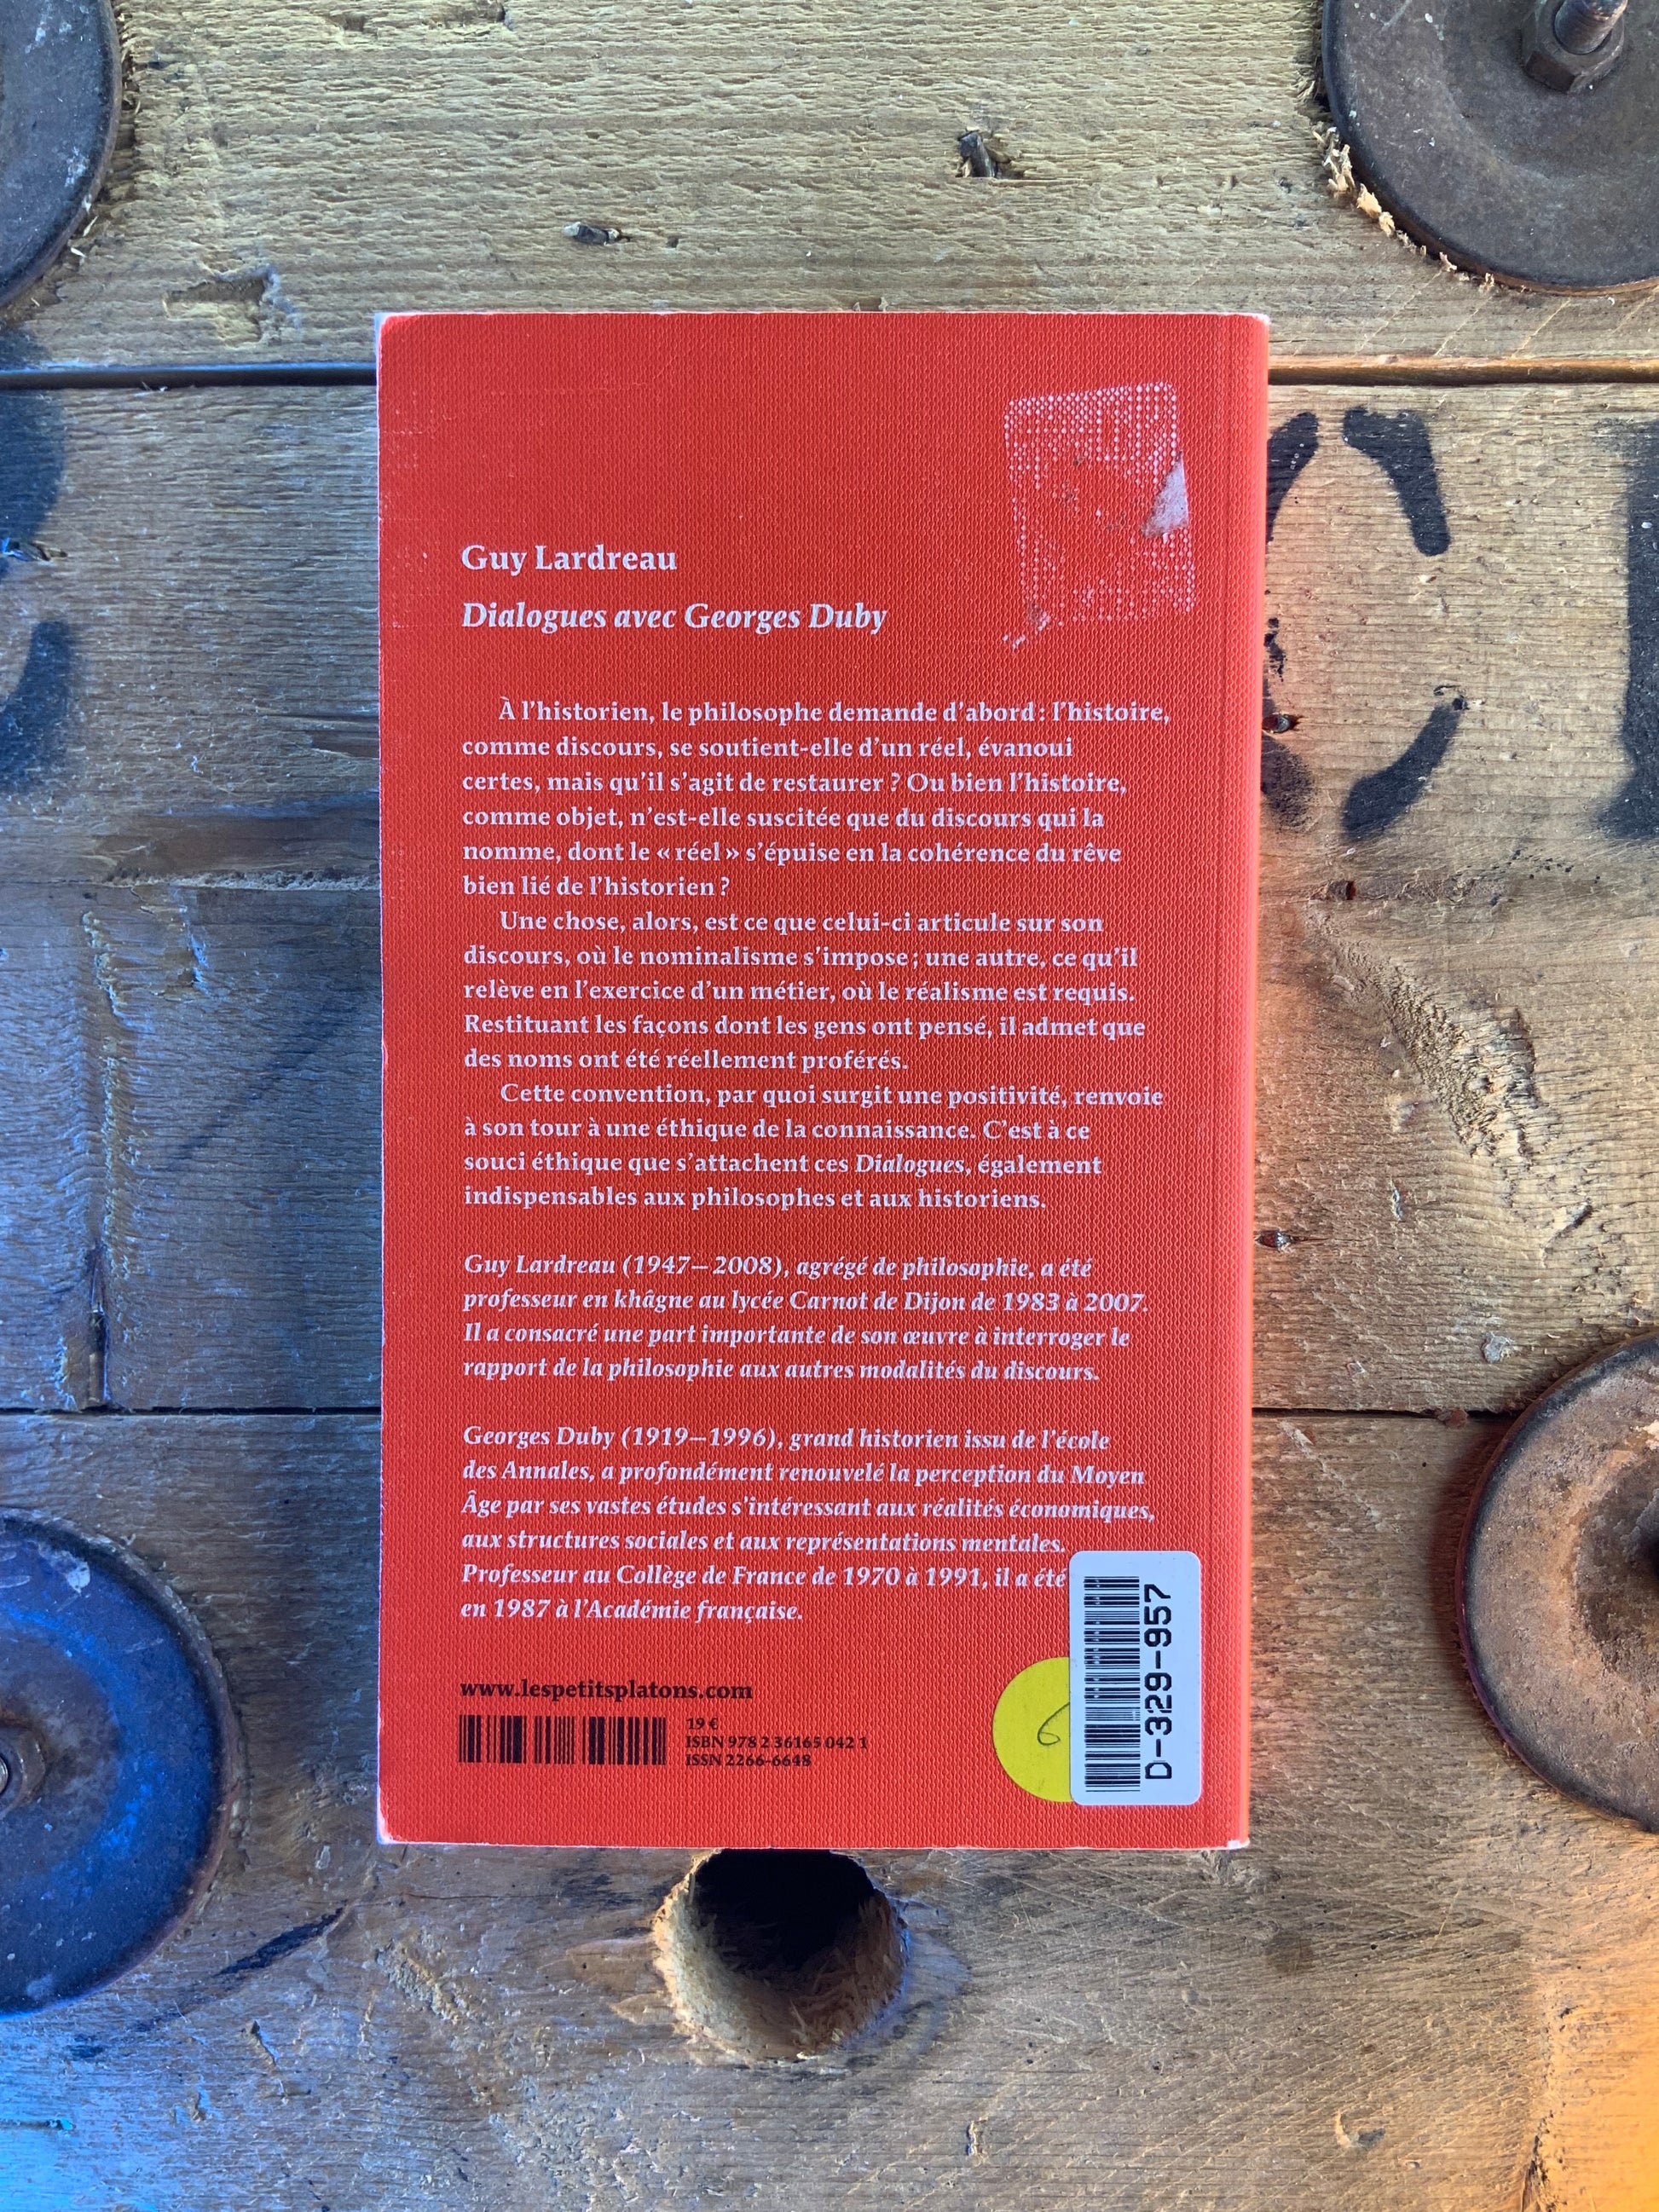 Guy Lardreau
Dialogues avec Georges Duby
À l'historien, le philosophe demande d'abord : l'histoire,
comme discours, se soutient-elle d'un réel, évanoui
certes, mais qu'il s'agit de restaurer ? Ou bien l'histoire,
comme objet, n'est-elle suscitée que du discours qui la
nomme, dont le « réel » s'épuise en la cohérence du rêve
bien lié de l'historien ?
Une chose, alors, est ce que celui-ci articule sur son
discours, où le nominalisme s'impose ; une autre, ce qu'il
relève en l'exercice d'un métier, où le réalisme est requis.
Restituant les façons dont les gens ont pensé, il admet que
des noms ont été réellement proférés.
Cette convention, par quoi surgit une positivité, renvoie
à son tour à une éthique de la connaissance. C'est à ce
souci éthique que s'attachent ces Dialogues, également
indispensables aux philosophes et aux historiens.
Guy Lardreau (1947–2008), agrégé de philosophie, a été
professeur en khâgne au lycée Carnot de Dijon de 1983 à 2007.
Il a consacré une part importante de son œuvre à interroger le
rapport de la philosophie aux autres modalités du discours.
Georges Duby (1919–1996), grand historien issu de l'école
des Annales, a profondément renouvelé la perception du Moyen
Âge par ses vastes études s'intéressant aux réalités économiques,
aux structures sociales et aux représentations mentales.
Professeur au Collège de France de 1970 à 1991, il a été
en 1987 à l'Académie française.
www.lespetitsplatons.com
19 €
ISBN 978 2 36165 042 1
ISSN 2266-6648
D-329-957